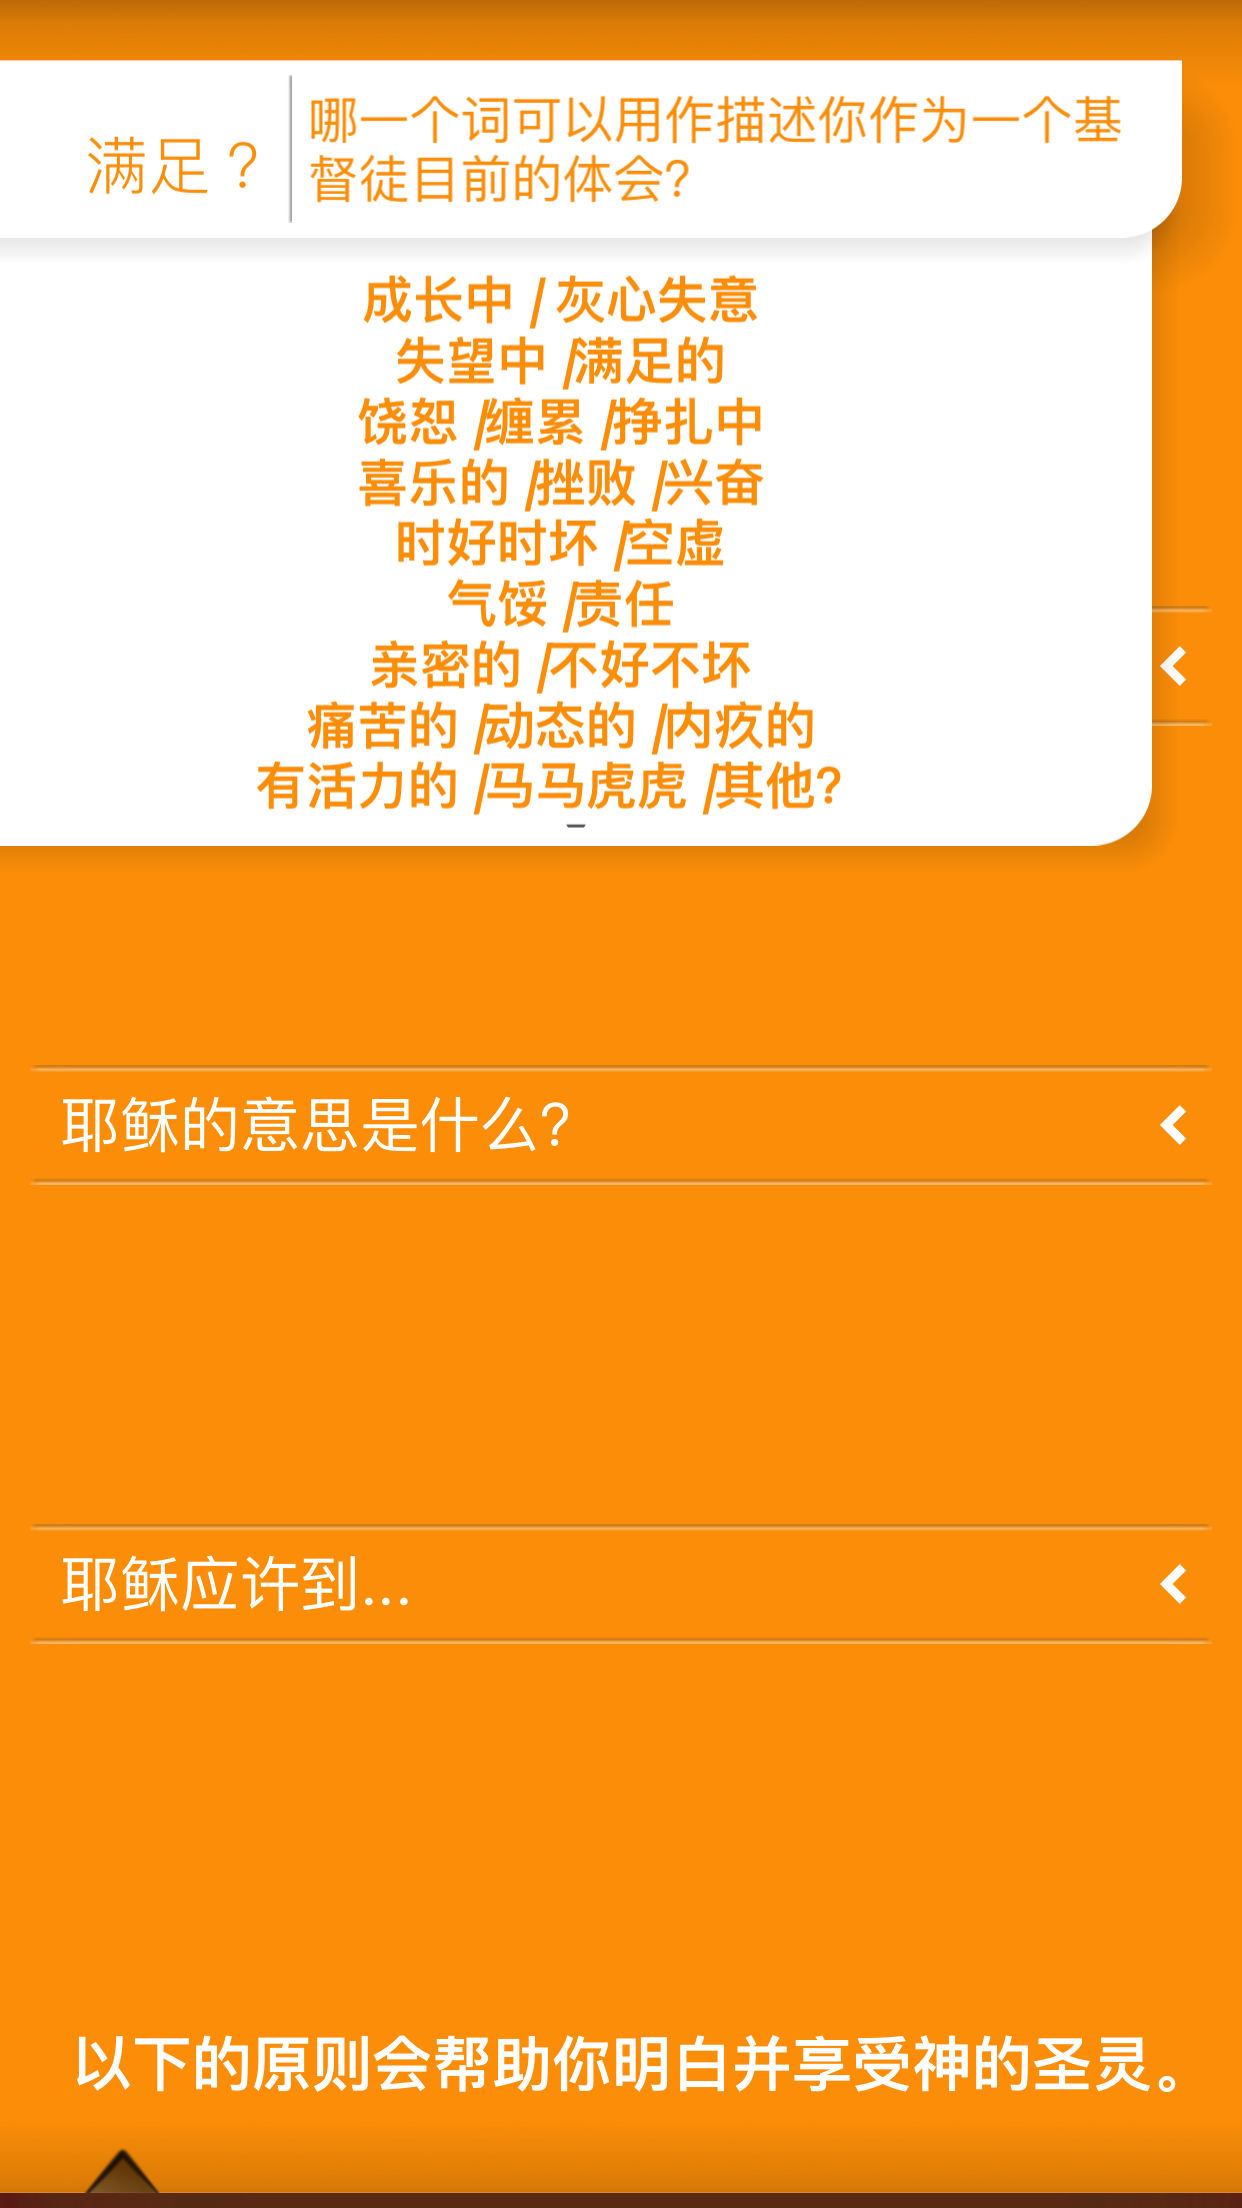 满足？
哪一个词可以用作描述你作为一个基
督徒目前的体会?
成长中 / 灰心失意
失望中 /满足的
饶恕 /缠累 /挣扎中
喜乐的 /挫败 /兴奋
时好时坏 /空虚
气馁 /责任
亲密的 /不好不坏
痛苦的 /动态的 /内疚的
有活力的 /马马虎虎 /其他?
耶稣的意思是什么?
耶稣应许到...
以下的原则会帮助你明白并享受神的圣灵。